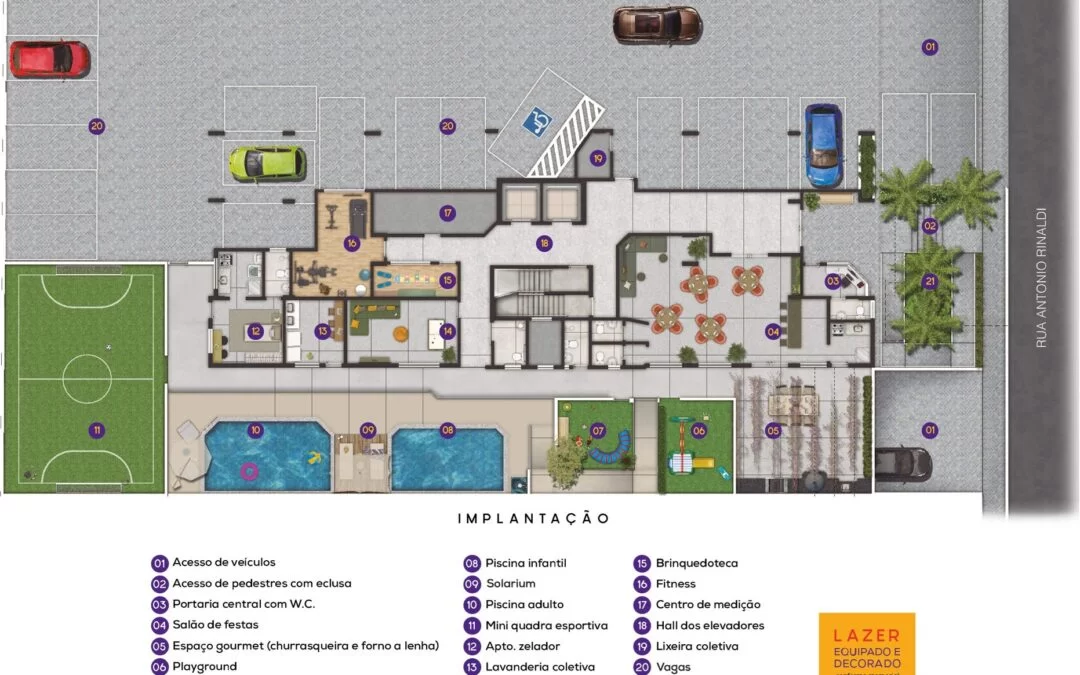 01
20
20
19
02
17
16
18
15
03
21
12
13
14
04
RUA ANTONIO RINALDI
11
10
09
08
07
06
05
01
IMPLANTAÇÃO
01 Acesso de veículos
02 Acesso de pedestres com eclusa
03 Portaria central com W.C.
04 Salão de festas
05 Espaço gourmet (churrasqueira e forno a lenha)
06 Playground
08 Piscina infantil
09 Solarium
10 Piscina adulto
11 Mini quadra esportiva
12 Apto. zelador
13 Lavanderia coletiva
15 Brinquedoteca
16 Fitness
17 Centro de medição
18 Hall dos elevadores
19 Lixeira coletiva
20 Vagas
LAZER
EQUIPADO E
DECORADO